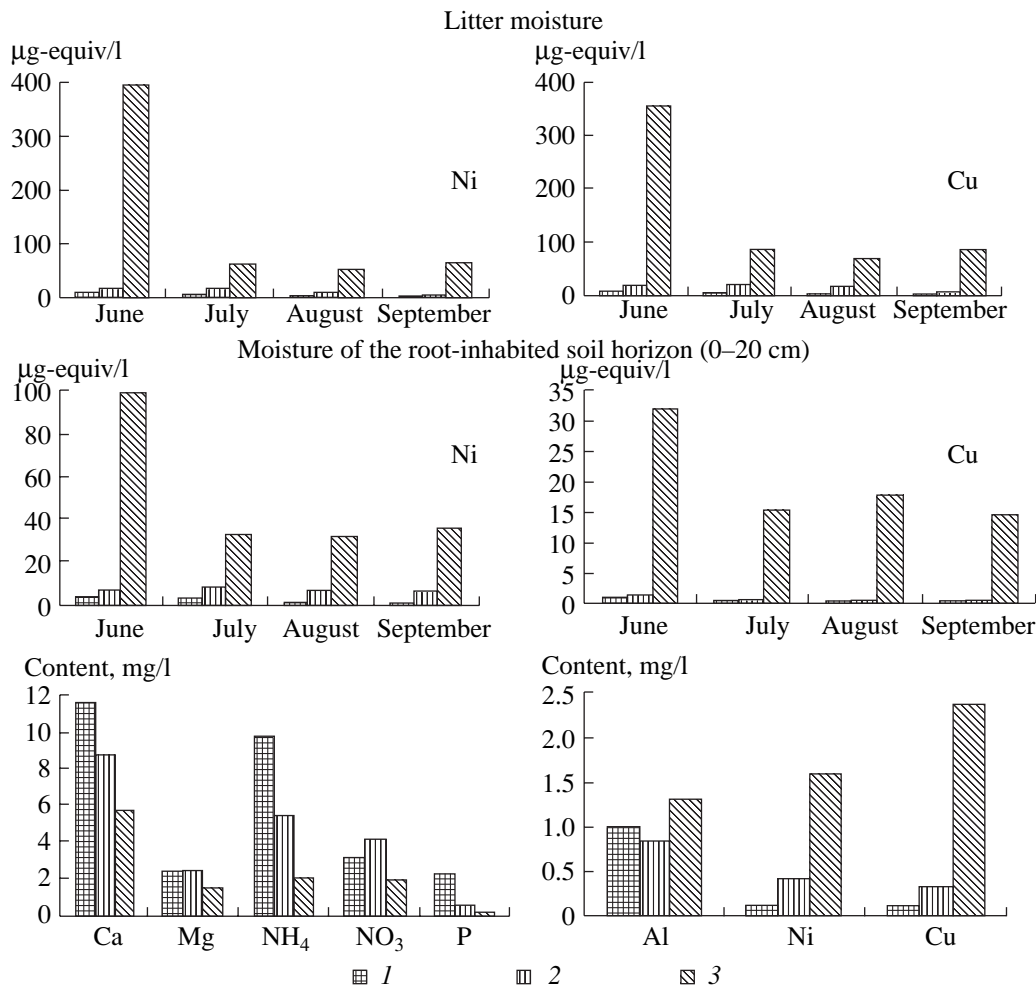 Litter moisture
μg-equiv/l
μg-equiv/l
400
300
200
100
0
Ni
June July August September
400
300
200
100
0
Cu
June July August September
Moisture of the root-inhabited soil horizon (0–20 cm)
μg-equiv/l
μg-equiv/l
100
80
60
40
20
0
Ni
June July August September
35
30
25
20
15
10
5
0
Cu
June July August September
Content, mg/l
12
10
8
6
4
2
0
Ca Mg NH₄ NO₃ P
Content, mg/l
2.5
2.0
1.5
1.0
0.5
0
Al Ni Cu
1 2 3